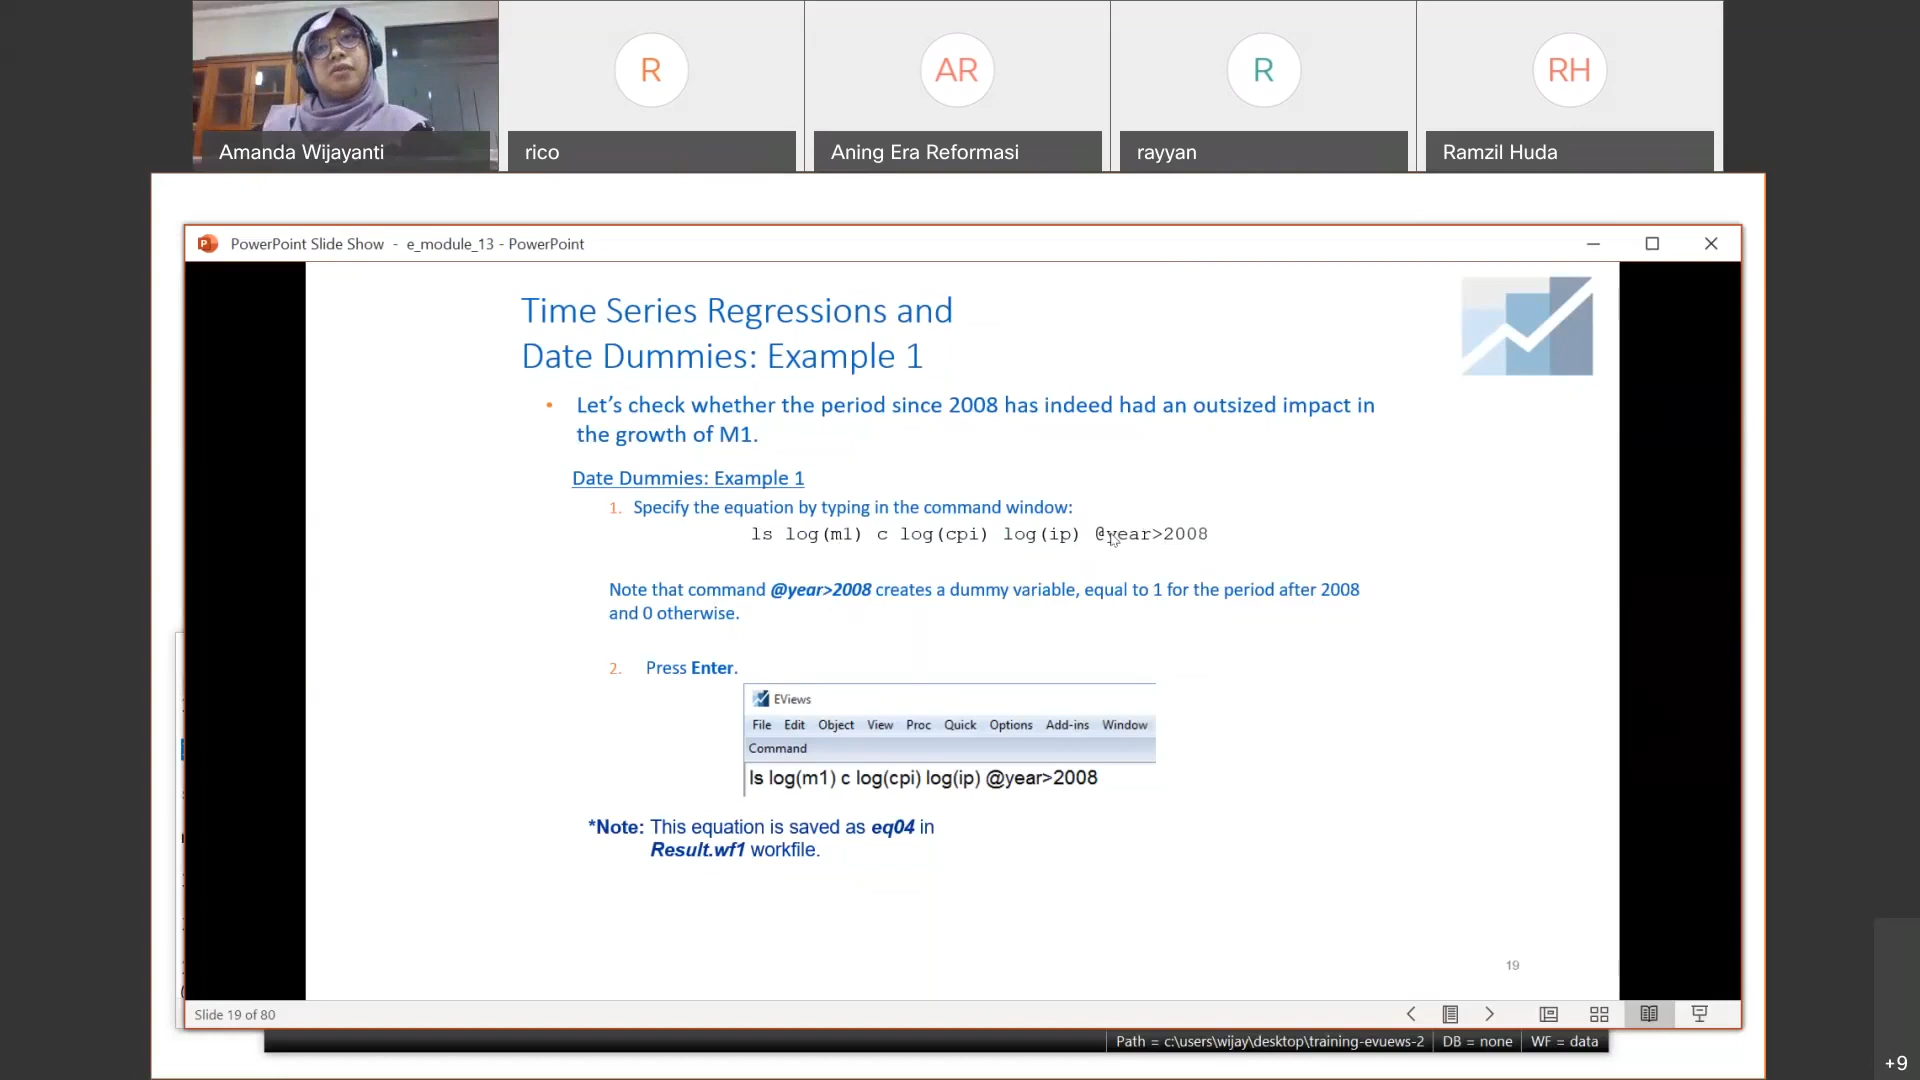 R
AR
R
RH
Amanda Wijayanti
rico
Aning Era Reformasi
rayyan
Ramzil Huda
PowerPoint Slide Show - e_module_13 - PowerPoint
Time Series Regressions and
Date Dummies: Example 1
• Let's check whether the period since 2008 has indeed had an outsized impact in
the growth of M1.
Date Dummies: Example 1
1. Specify the equation by typing in the command window:
ls log(m1) c log(cpi) log(ip) @year>2008
Note that command @year>2008 creates a dummy variable, equal to 1 for the period after 2008
and 0 otherwise.
2. Press Enter.
EViews
File Edit Object View Proc Quick Options Add-ins Window
Command
ls log(m1) c log(cpi) log(ip) @year>2008
*Note: This equation is saved as eq04 in
Result.wf1 workfile.
19
Slide 19 of 80
Path = c:\users\wijay\desktop\training-evuews-2 DB = none WF = data
+9